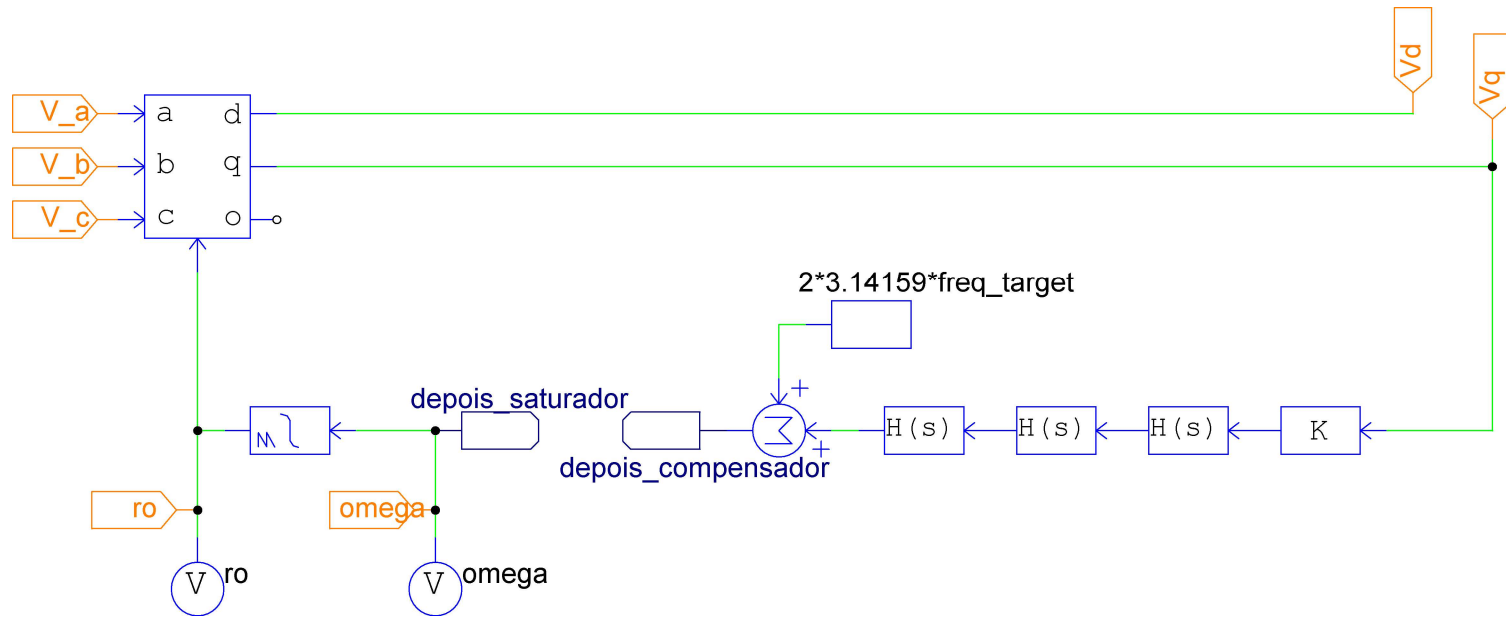 Vd
Vq
V_a
a
d
V_b
b
q
V_c
c
o
2*3.14159*freq_target
+
depois_saturador
Σ
+
H(s)
H(s)
H(s)
K
depois_compensador
ro
omega
V
ro
V
omega